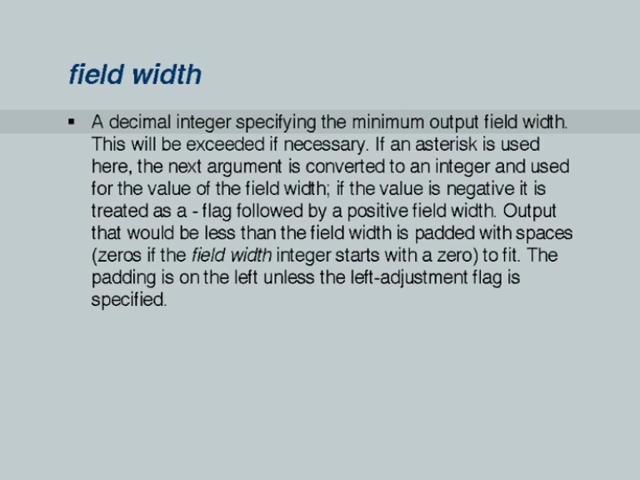 field width
▪ A decimal integer specifying the minimum output field width.
This will be exceeded if necessary. If an asterisk is used
here, the next argument is converted to an integer and used
for the value of the field width; if the value is negative it is
treated as a - flag followed by a positive field width. Output
that would be less than the field width is padded with spaces
(zeros if the field width integer starts with a zero) to fit. The
padding is on the left unless the left-adjustment flag is
specified.